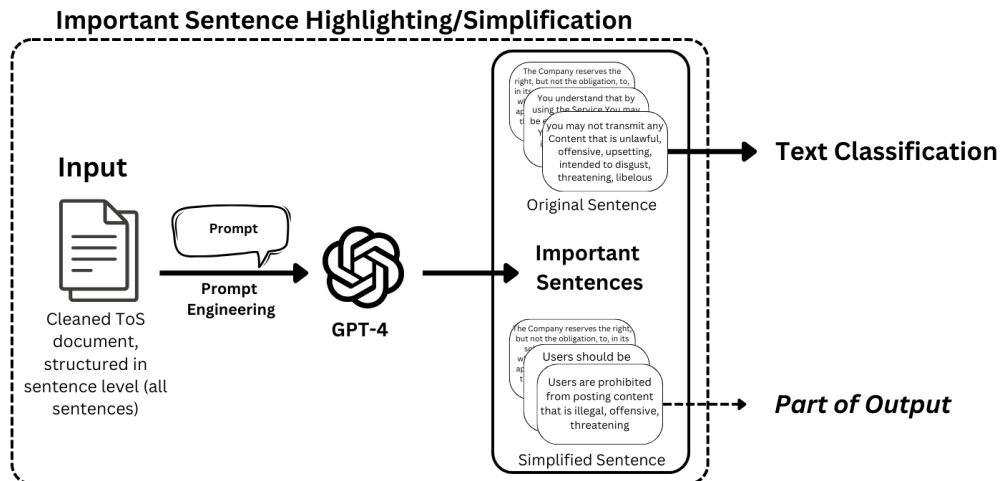 Important Sentence Highlighting/Simplification
Input
Cleaned ToS
document,
structured in
sentence level (all
sentences)
Prompt
Prompt
Engineering
GPT-4
The Company reserves the
right, but not the obligation, to,
in its
You understand that by
using the Service You may
be
you may not transmit any
Content that is unlawful,
offensive, upsetting,
intended to disgust,
threatening, libelous
Original Sentence
Important
Sentences
The Company reserves the right,
but not the obligation, to, in its
Users should be
Users are prohibited
from posting content
that is illegal, offensive,
threatening
Simplified Sentence
Text Classification
Part of Output